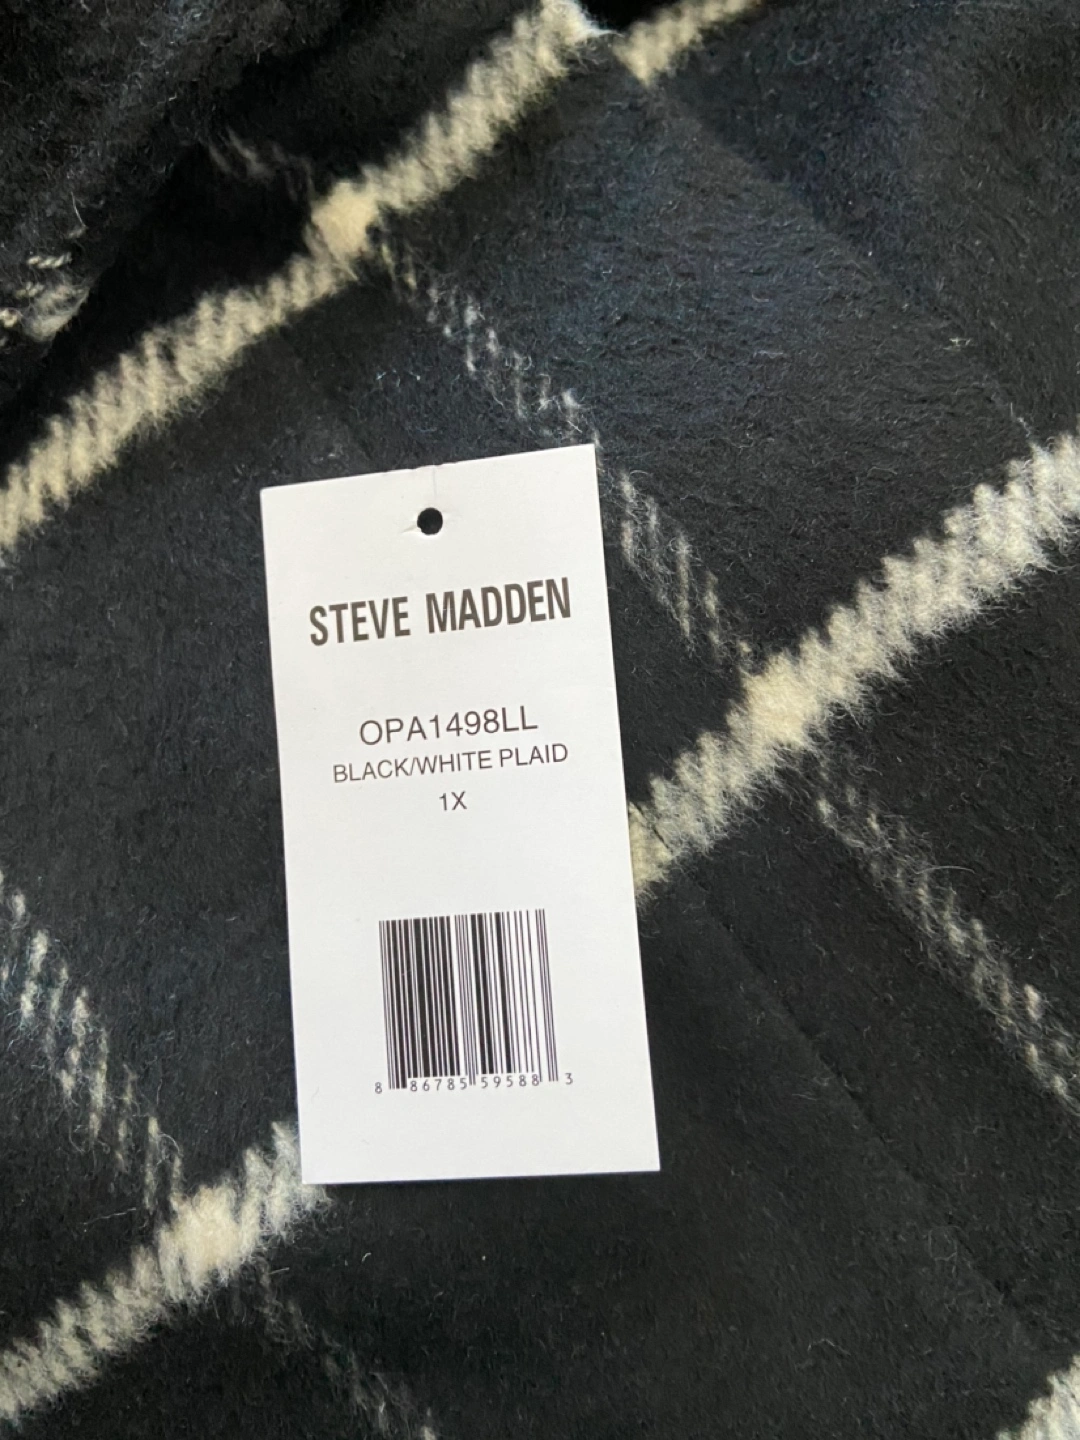 STEVE MADDEN
OPA1498LL
BLACK/WHITE PLAID
1X
8 86785 59588 3